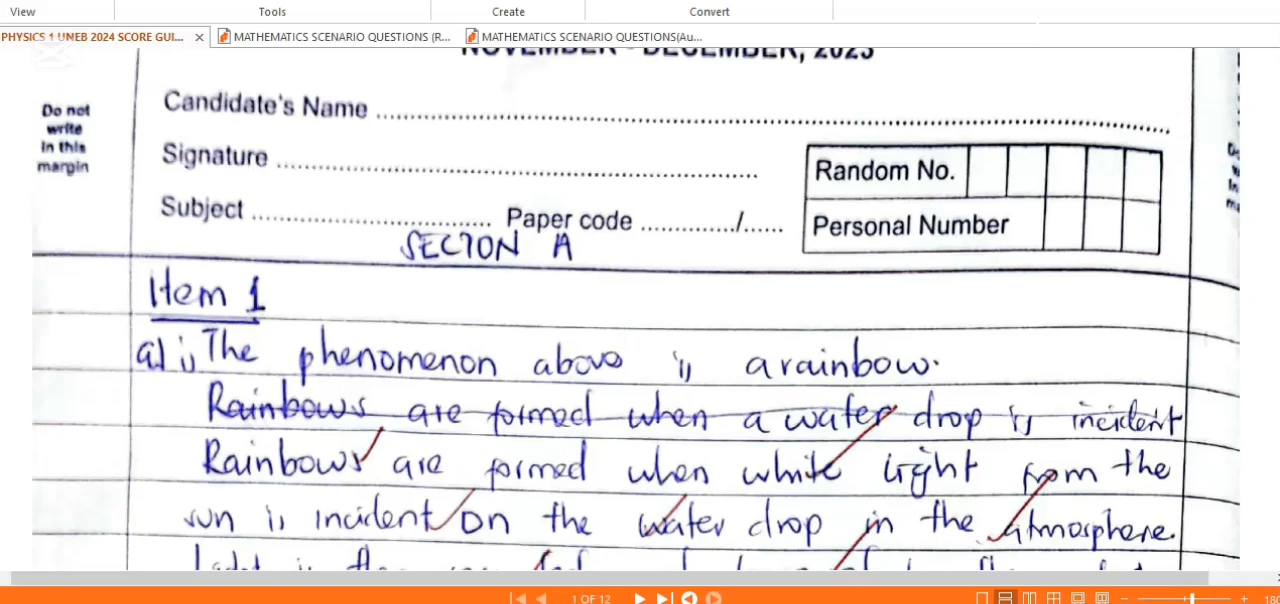 View Tools Create Convert
PHYSICS 1 UNEB 2024 SCORE GUI... × MATHEMATICS SCENARIO QUESTIONS (R... MATHEMATICS SCENARIO QUESTIONS(Au...
NOVEMBER - DECEMBER, 2023
Do not
write
in this
margin
Candidate's Name
Signature
Random No.
Subject Paper code ............../......
Personal Number
SECTON A
Item 1
a) i, The phenomenon above is a rainbow.
Rainbows are formed when a water drop is incident
Rainbows are formed when white light from the
sun is incident on the water drop in the atmosphere.
1 OF 12
180